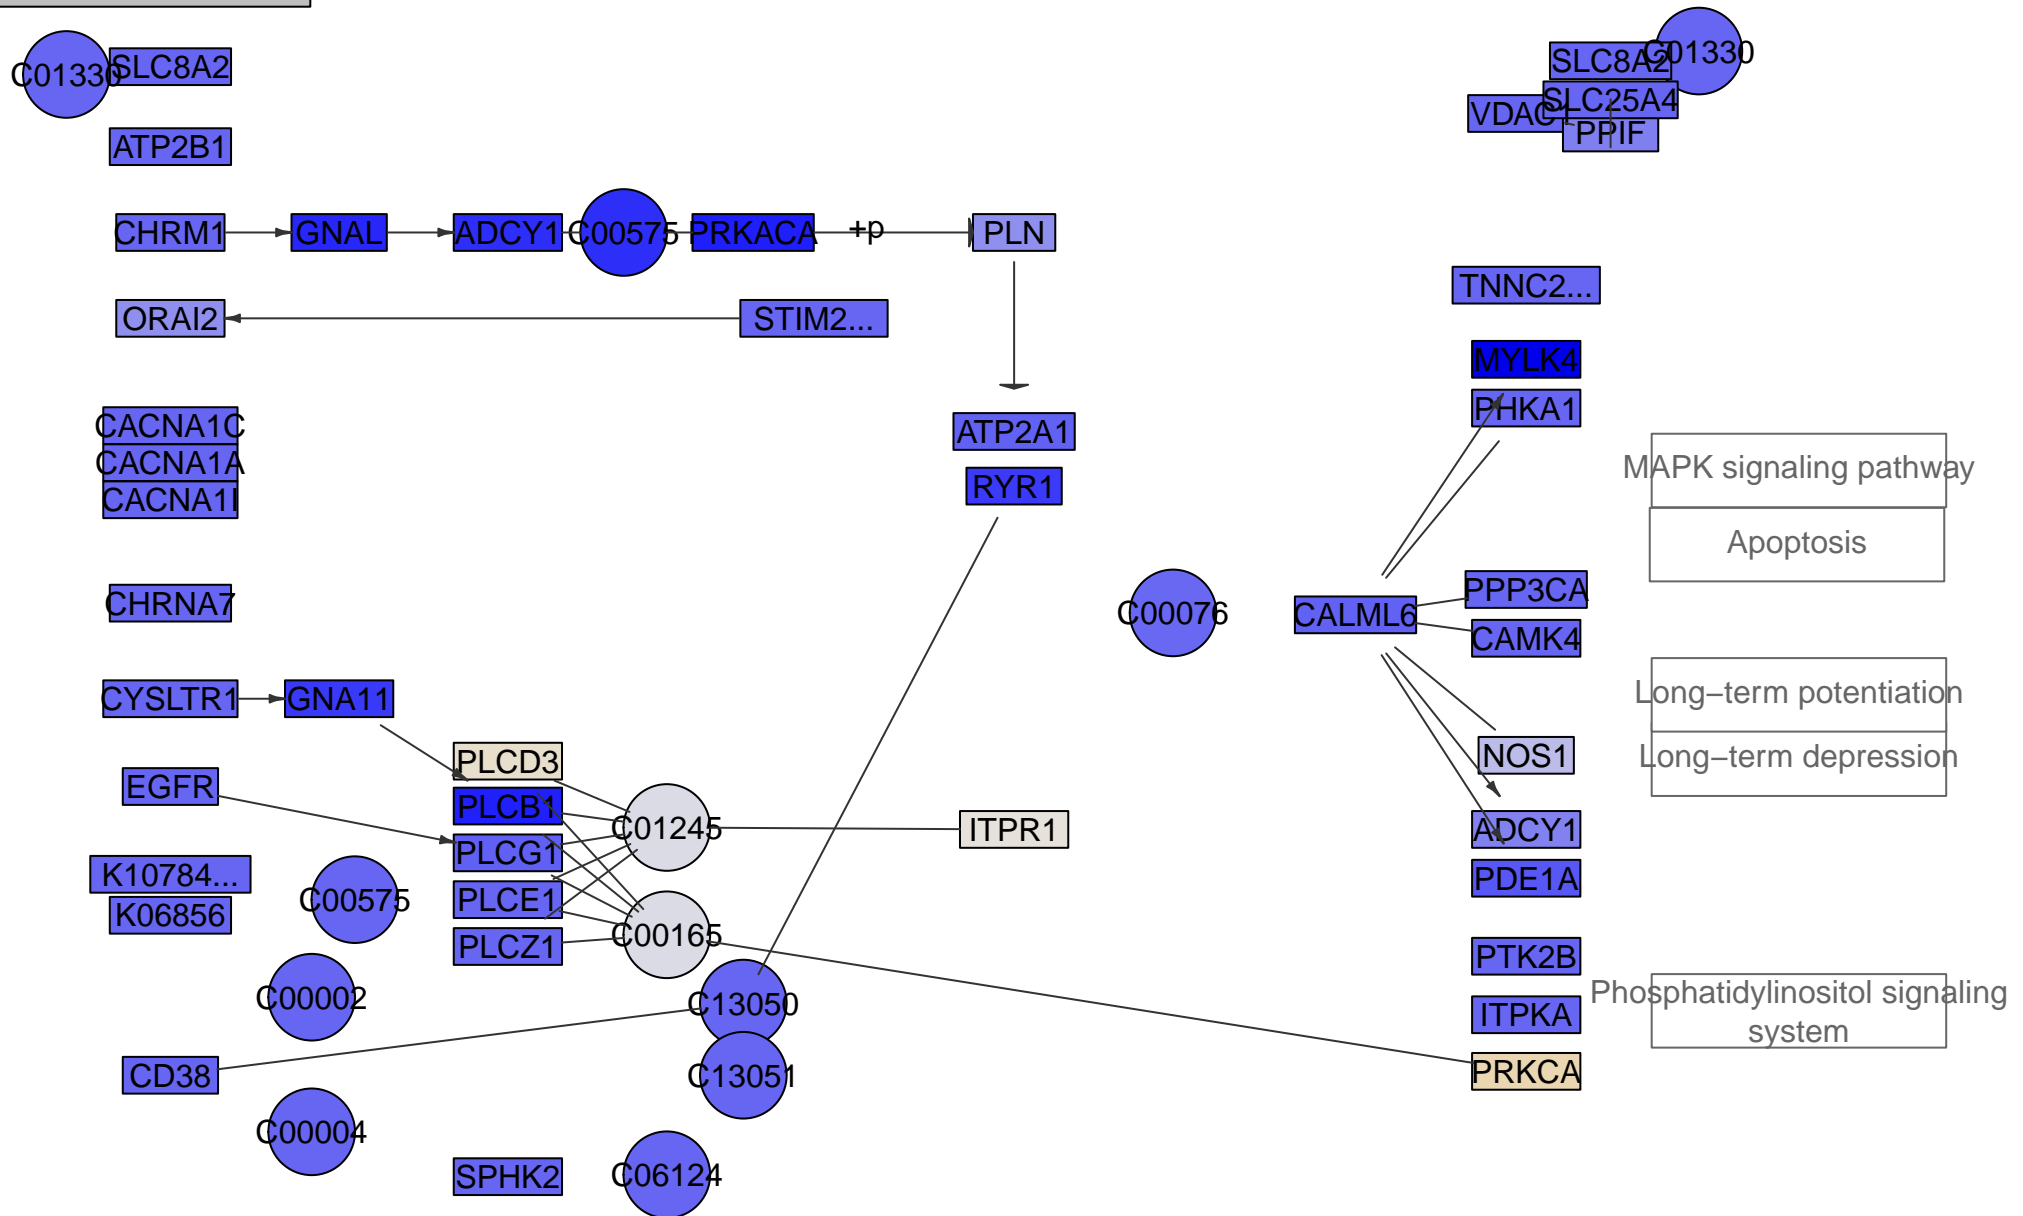 C01330
SLC8A2
SLC8A2
C01330
SLC25A4
VDAC1
PPIF
ATP2B1
CHRM1
GNAL
ADCY1
C00575
PRKACA
+p
PLN
TNNC2...
ORAI2
STIM2...
MYLK4
PHKA1
CACNA1C
CACNA1A
CACNA1I
ATP2A1
RYR1
MAPK signaling pathway
Apoptosis
CHRNA7
C00076
CALML6
PPP3CA
CAMK4
CYSLTR1
GNA11
Long–term potentiation
Long–term depression
NOS1
PLCD3
EGFR
PLCB1
C01245
ITPR1
ADCY1
PLCG1
K10784...
C00575
PLCE1
PDE1A
K06856
C00165
PLCZ1
PTK2B
C00002
C13050
ITPKA
Phosphatidylinositol signaling
system
CD38
C13051
PRKCA
C00004
SPHK2
C06124